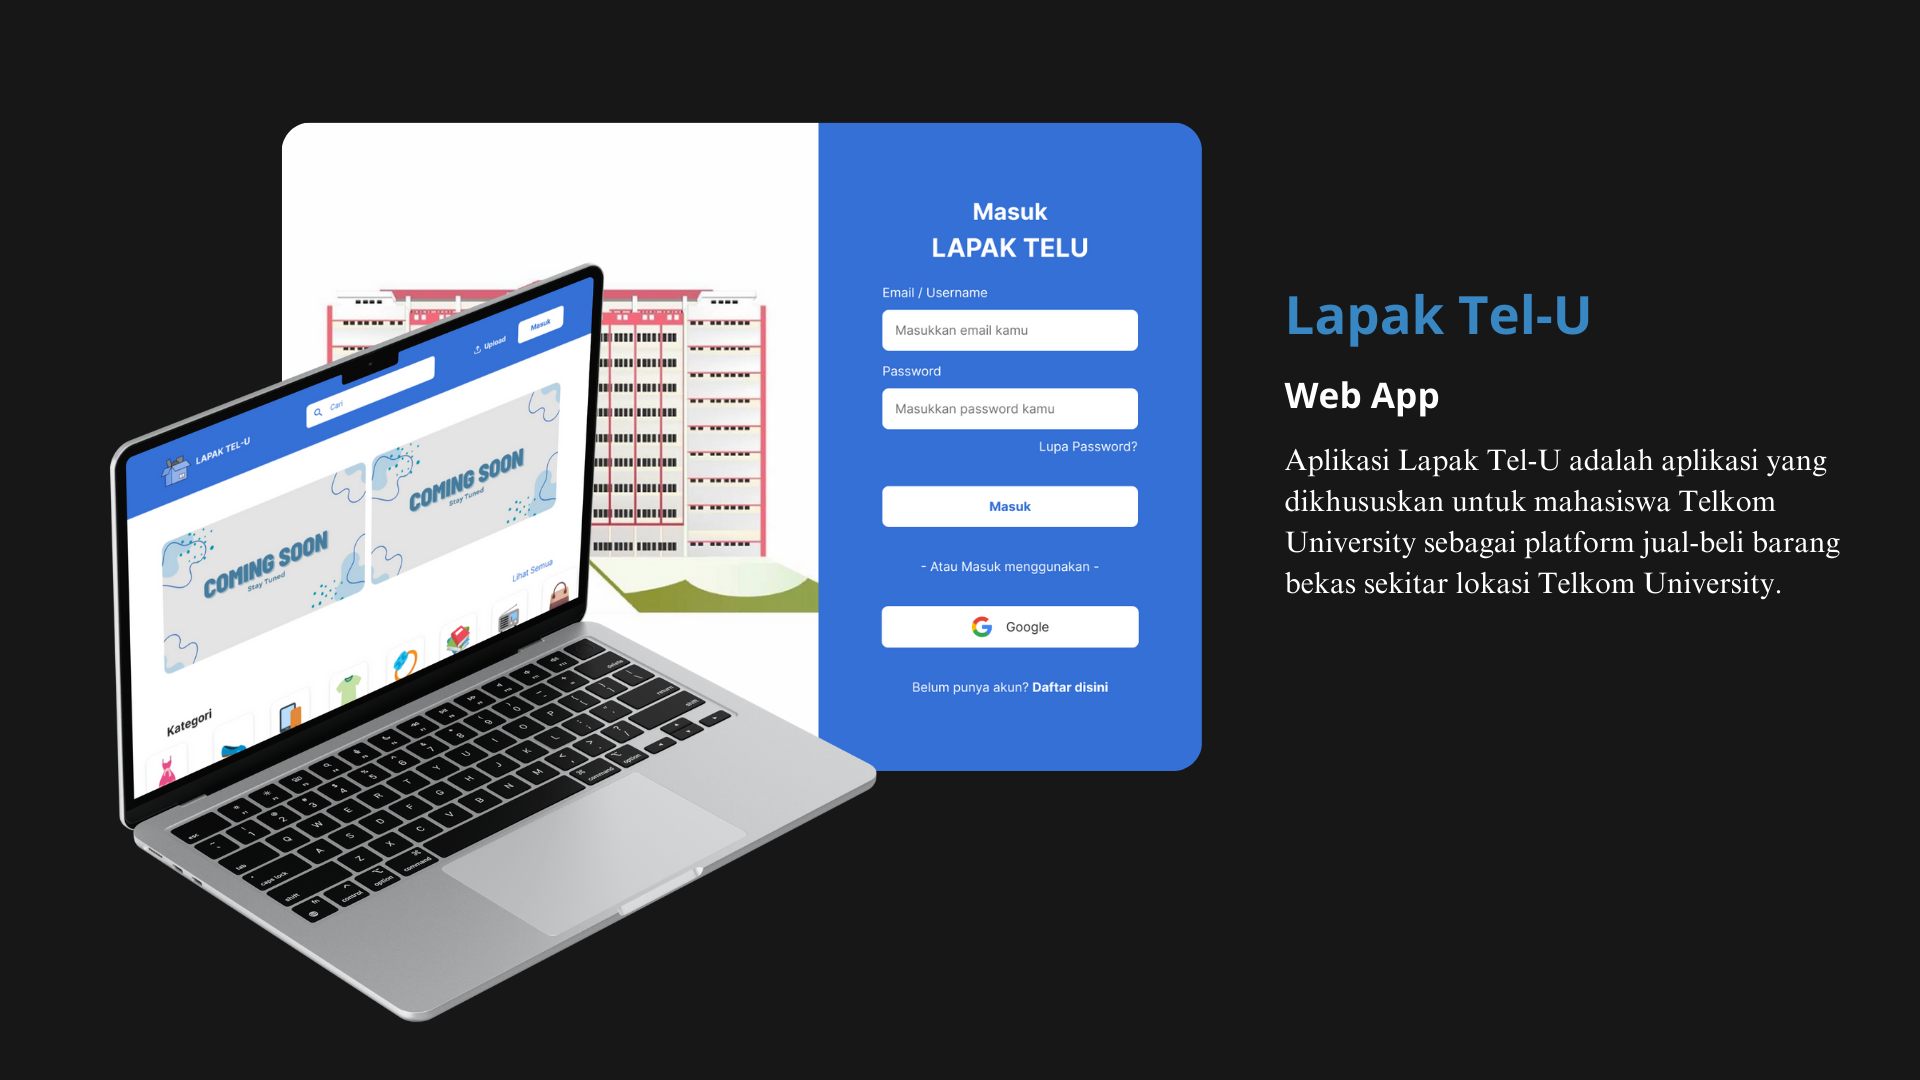 Masuk
LAPAK TELU
Email / Username
Masukkan email kamu
Password
Masukkan password kamu
Lupa Password?
Masuk
- Atau Masuk menggunakan -
Google
Belum punya akun? Daftar disini
LAPAK TEL-U
Cari
Upload
Masuk
COMING SOON
Stay Tuned
COMING SOON
Stay Tuned
Lihat Semua
Kategori
Lapak Tel-U
Web App
Aplikasi Lapak Tel-U adalah aplikasi yang
dikhususkan untuk mahasiswa Telkom
University sebagai platform jual-beli barang
bekas sekitar lokasi Telkom University.